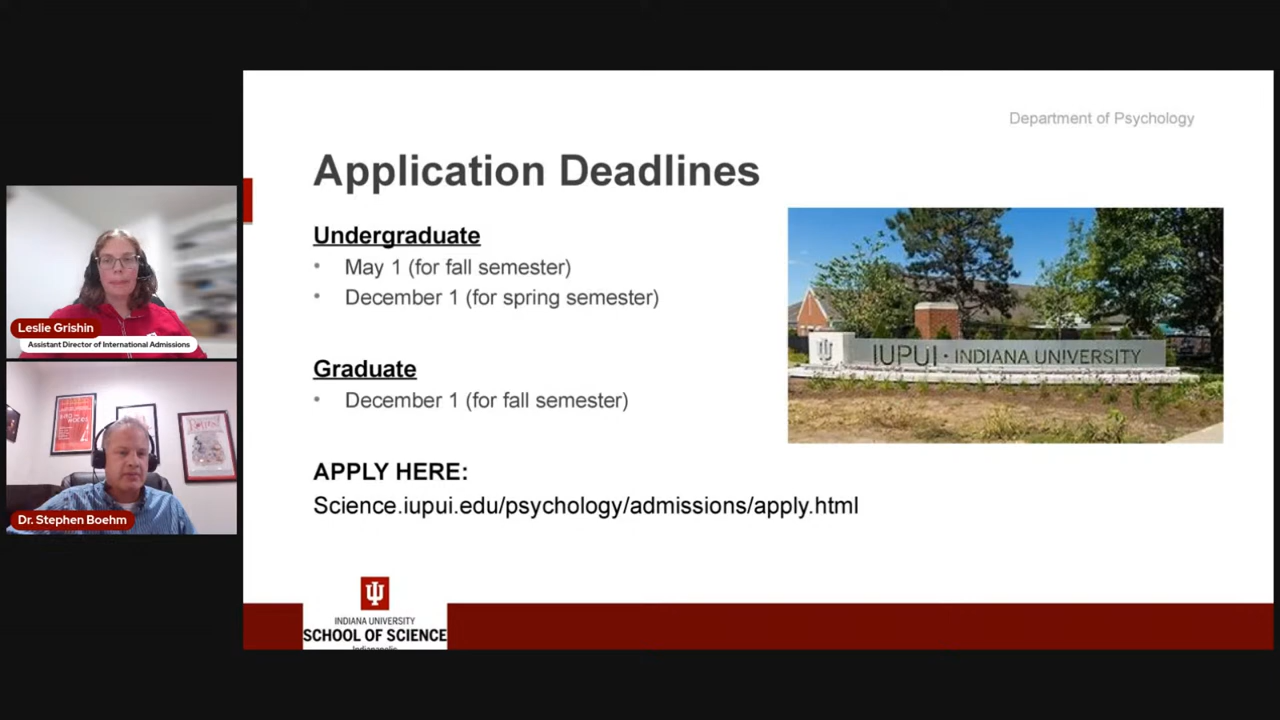 Department of Psychology
Application Deadlines
Undergraduate
• May 1 (for fall semester)
• December 1 (for spring semester)
Graduate
• December 1 (for fall semester)
APPLY HERE:
Science.iupui.edu/psychology/admissions/apply.html
IUPUI · INDIANA UNIVERSITY
INDIANA UNIVERSITY
SCHOOL OF SCIENCE
Indianapolis
Leslie Grishin
Assistant Director of International Admissions
Dr. Stephen Boehm